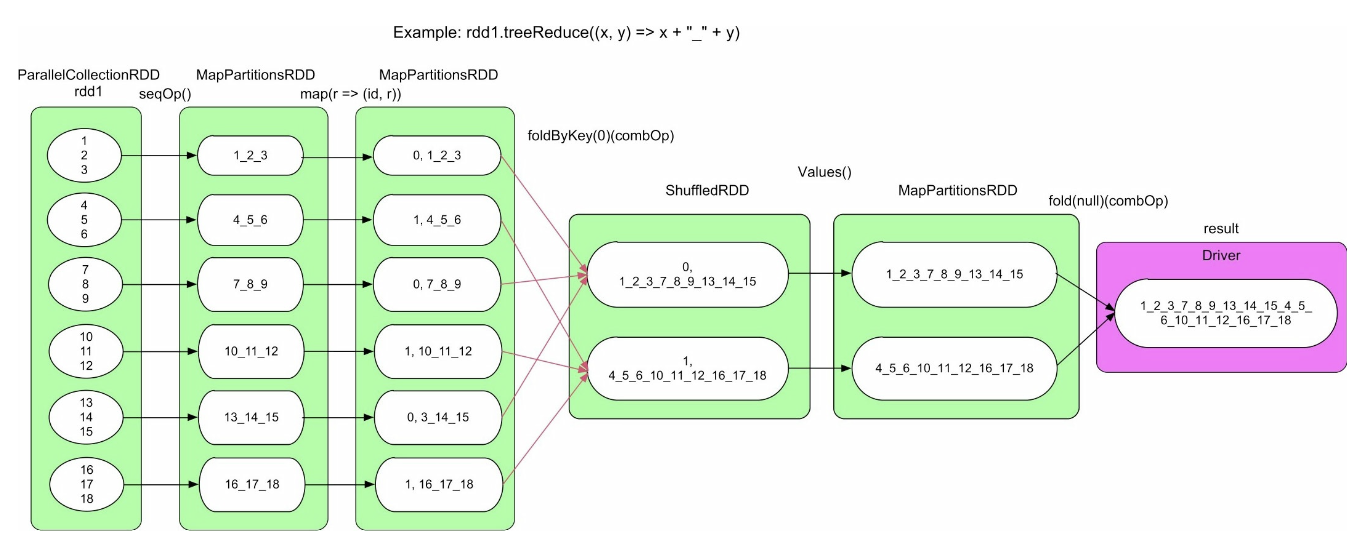 Example: rdd1.treeReduce((x, y) => x + "_" + y)
ParallelCollectionRDD
rdd1
seqOp()
MapPartitionsRDD
map(r => (id, r))
MapPartitionsRDD
1
2
3
4
5
6
7
8
9
10
11
12
13
14
15
16
17
18
1_2_3
4_5_6
7_8_9
10_11_12
13_14_15
16_17_18
0, 1_2_3
1, 4_5_6
0, 7_8_9
1, 10_11_12
0, 3_14_15
1, 16_17_18
foldByKey(0)(combOp)
ShuffledRDD
0,
1_2_3_7_8_9_13_14_15
1,
4_5_6_10_11_12_16_17_18
Values()
MapPartitionsRDD
1_2_3_7_8_9_13_14_15
4_5_6_10_11_12_16_17_18
fold(null)(combOp)
result
Driver
1_2_3_7_8_9_13_14_15_4_5_
6_10_11_12_16_17_18